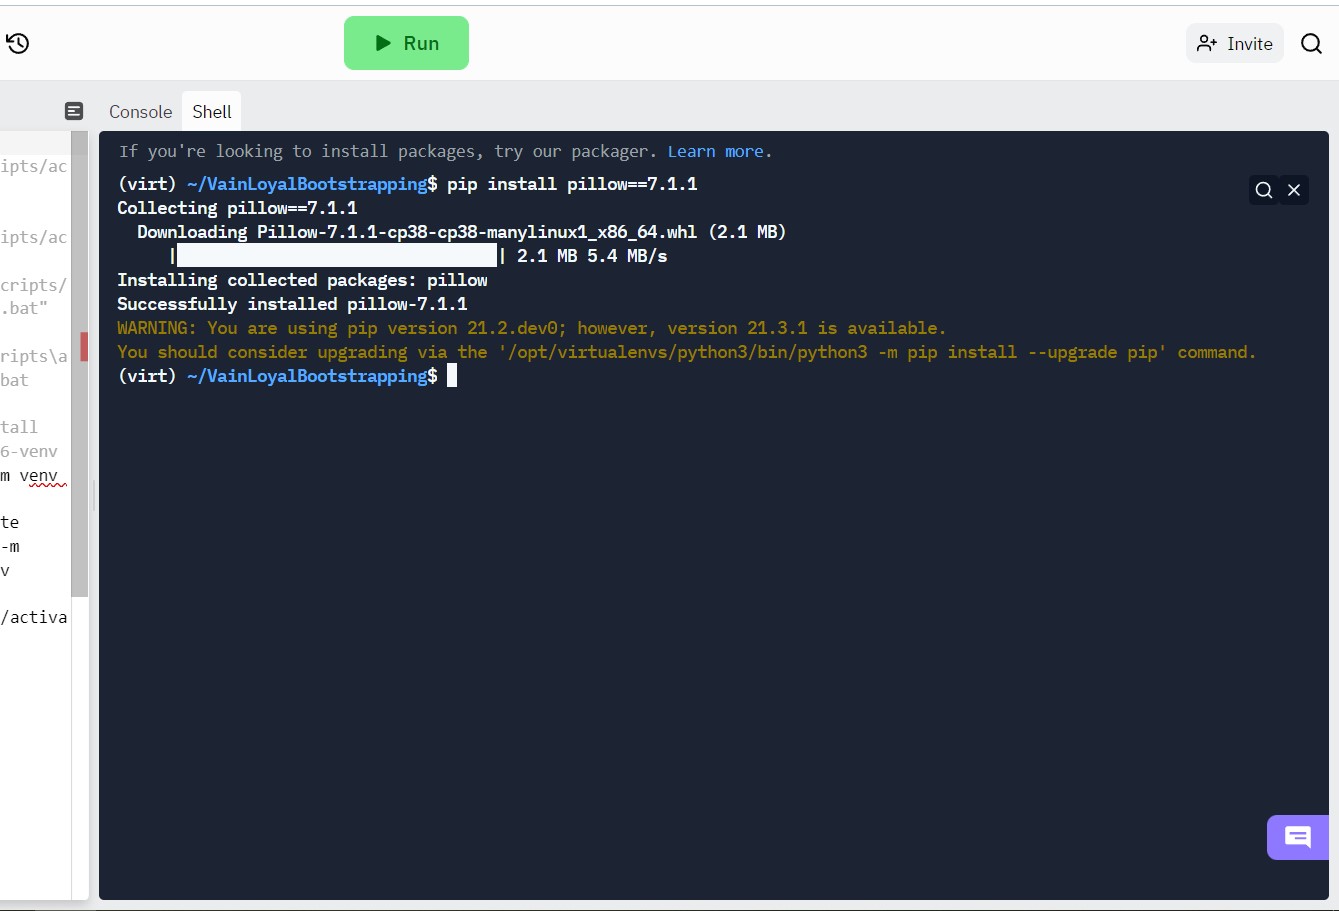 Run
Invite
Console Shell
ipts/ac
ipts/ac
cripts/
.bat"
ripts\a
bat
tall
6-venv
m venv
te
-m
v
/activa
If you're looking to install packages, try our packager. Learn more.
(virt) ~/VainLoyalBootstrapping$ pip install pillow==7.1.1
Collecting pillow==7.1.1
Downloading Pillow-7.1.1-cp38-cp38-manylinux1_x86_64.whl (2.1 MB)
| | 2.1 MB 5.4 MB/s
Installing collected packages: pillow
Successfully installed pillow-7.1.1
WARNING: You are using pip version 21.2.dev0; however, version 21.3.1 is available.
You should consider upgrading via the '/opt/virtualenvs/python3/bin/python3 -m pip install --upgrade pip' command.
(virt) ~/VainLoyalBootstrapping$